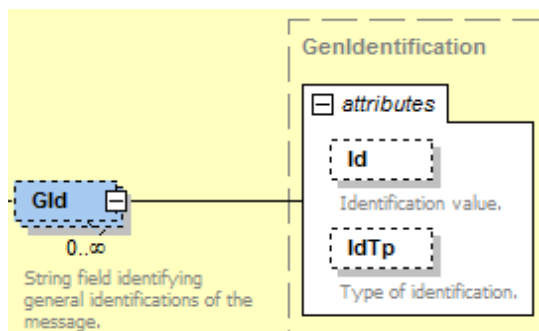 GenIdentification
attributes
Id
Identification value.
GId
0..∞
IdTp
String field identifying
general identifications of the
message.
Type of identification.